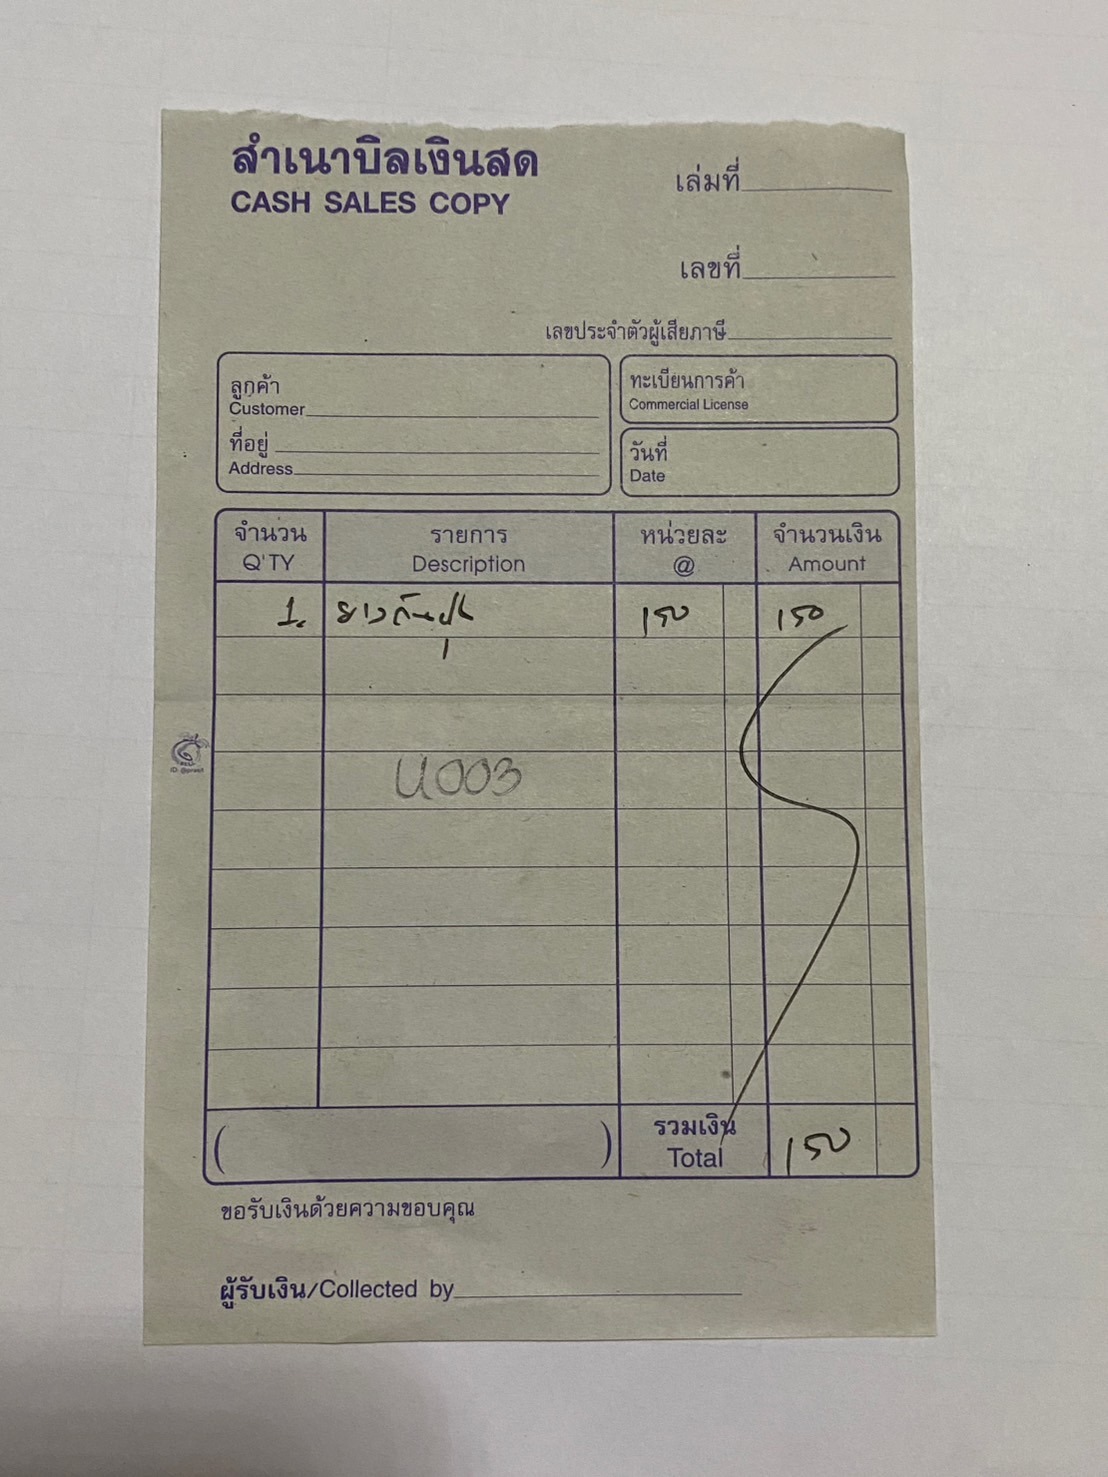 สำเนาบิลเงินสด
CASH SALES COPY
เล่มที่
เลขที่
เลขประจำตัวผู้เสียภาษี
ลูกค้า
Customer
ที่อยู่
Address
ทะเบียนการค้า
Commercial License
วันที่
Date
จำนวน รายการ หน่วยละ จำนวนเงิน
Q'TY Description @ Amount
1. ยางกันฝุ่น 150 150
U003
( ) รวมเงิน
Total 150
ขอรับเงินด้วยความขอบคุณ
ผู้รับเงิน/Collected by